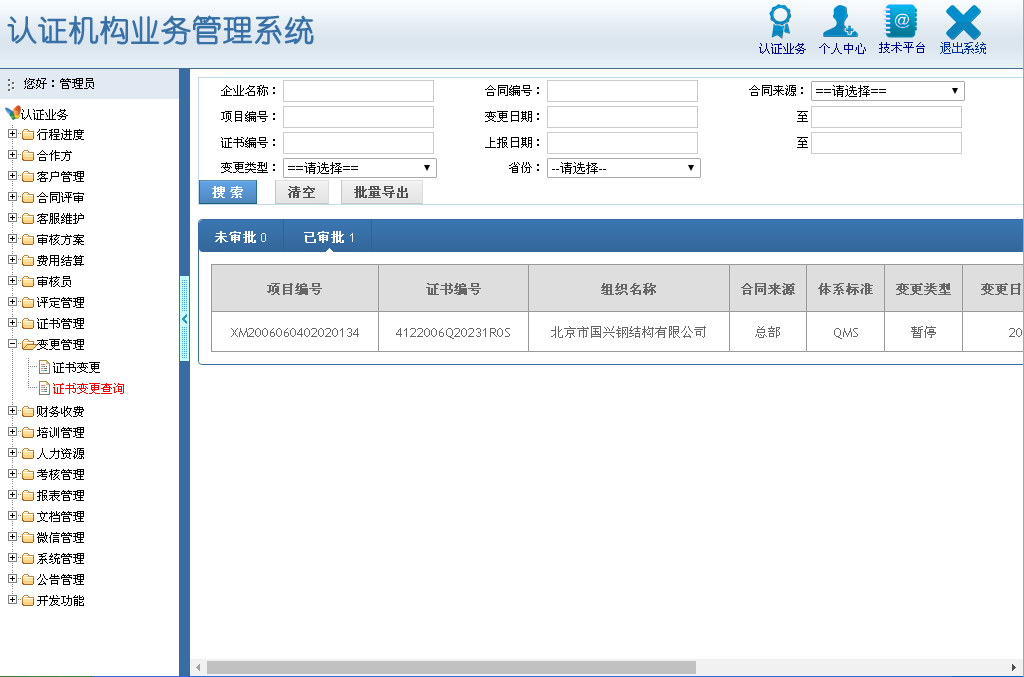 认证机构业务管理系统
认证业务 个人中心 技术平台 退出系统
您好：管理员
认证业务
行程进度
合作方
客户管理
合同评审
客服维护
审核方案
费用结算
审核员
评定管理
证书管理
变更管理
证书变更
证书变更查询
财务收费
培训管理
人力资源
考核管理
报表管理
文档管理
微信管理
系统管理
公告管理
开发功能
企业名称： 合同编号： 合同来源： ==请选择==
项目编号： 变更日期： 至
证书编号： 上报日期： 至
变更类型： ==请选择== 省份： --请选择--
搜 索 清空 批量导出
未审批 0 已审批 1
项目编号 证书编号 组织名称 合同来源 体系标准 变更类型 变更日
XM2006060402020134 4122006Q20231R0S 北京市国兴钢结构有限公司 总部 QMS 暂停 20